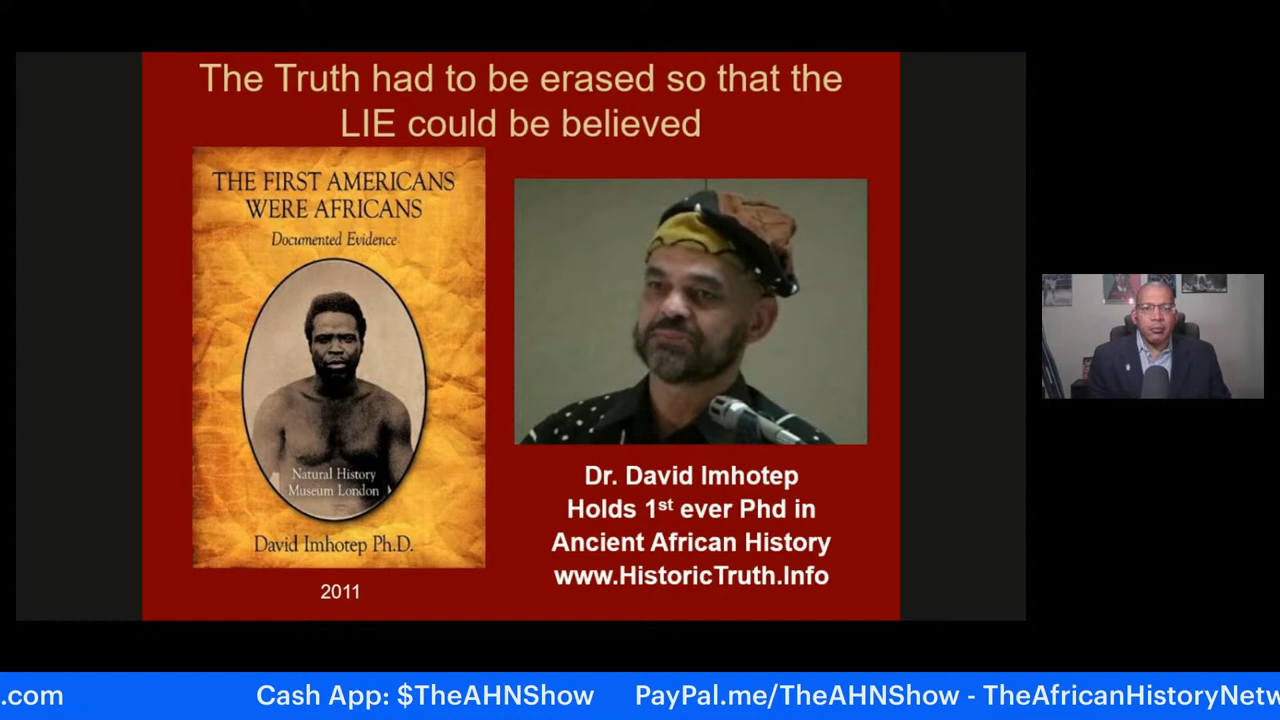 The Truth had to be erased so that the
LIE could be believed
THE FIRST AMERICANS
WERE AFRICANS
Documented Evidence
Natural History
Museum London
David Imhotep Ph.D.
2011
Dr. David Imhotep
Holds 1st ever Phd in
Ancient African History
www.HistoricTruth.Info
.com Cash App: $TheAHNShow PayPal.me/TheAHNShow - TheAfricanHistoryNetw